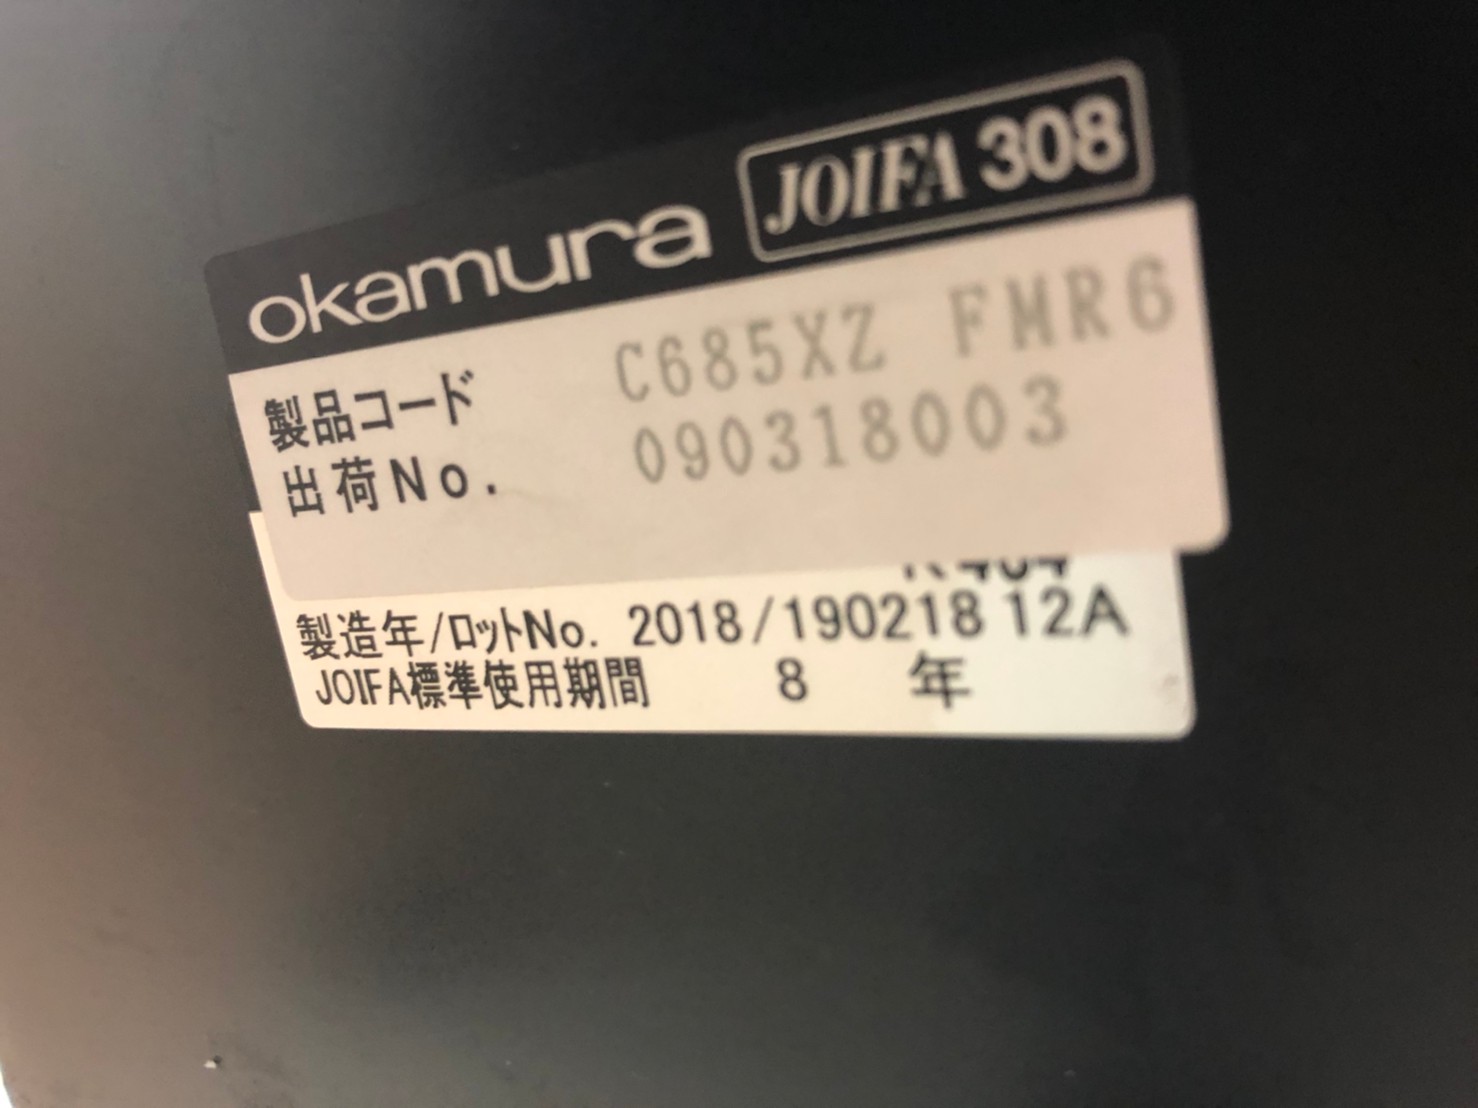 okamura JOIFA 308
製品コード C685XZ FMR6
出荷No. 090318003
製造年/ロットNo. 2018/190218 12A
JOIFA標準使用期間 8 年